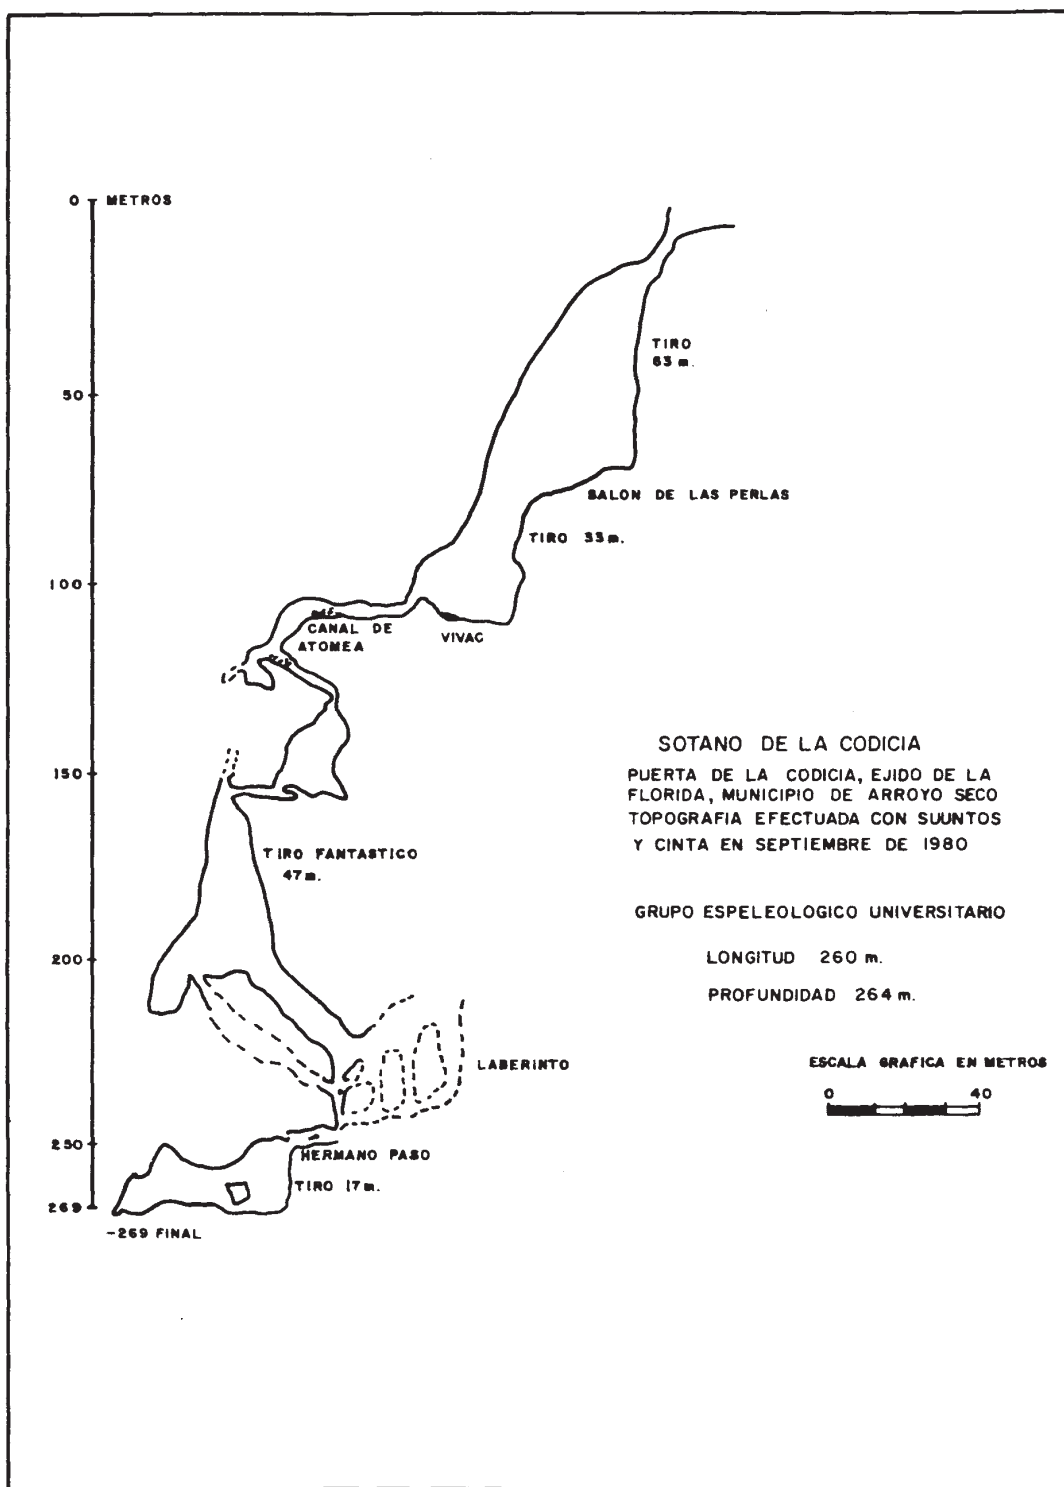 0 METROS
TIRO
63 m.
50
SALON DE LAS PERLAS
TIRO 33 m.
100
CANAL DE
ATOMEA
VIVAC
SOTANO DE LA CODICIA
150
PUERTA DE LA CODICIA, EJIDO DE LA
FLORIDA, MUNICIPIO DE ARROYO SECO
TOPOGRAFIA EFECTUADA CON SUUNTOS
Y CINTA EN SEPTIEMBRE DE 1980
TIRO FANTASTICO
47 m.
GRUPO ESPELEOLOGICO UNIVERSITARIO
200
LONGITUD 260 m.
PROFUNDIDAD 264 m.
LABERINTO
ESCALA GRAFICA EN METROS
0 40
250
HERMANO PASO
TIRO 17 m.
269
-269 FINAL